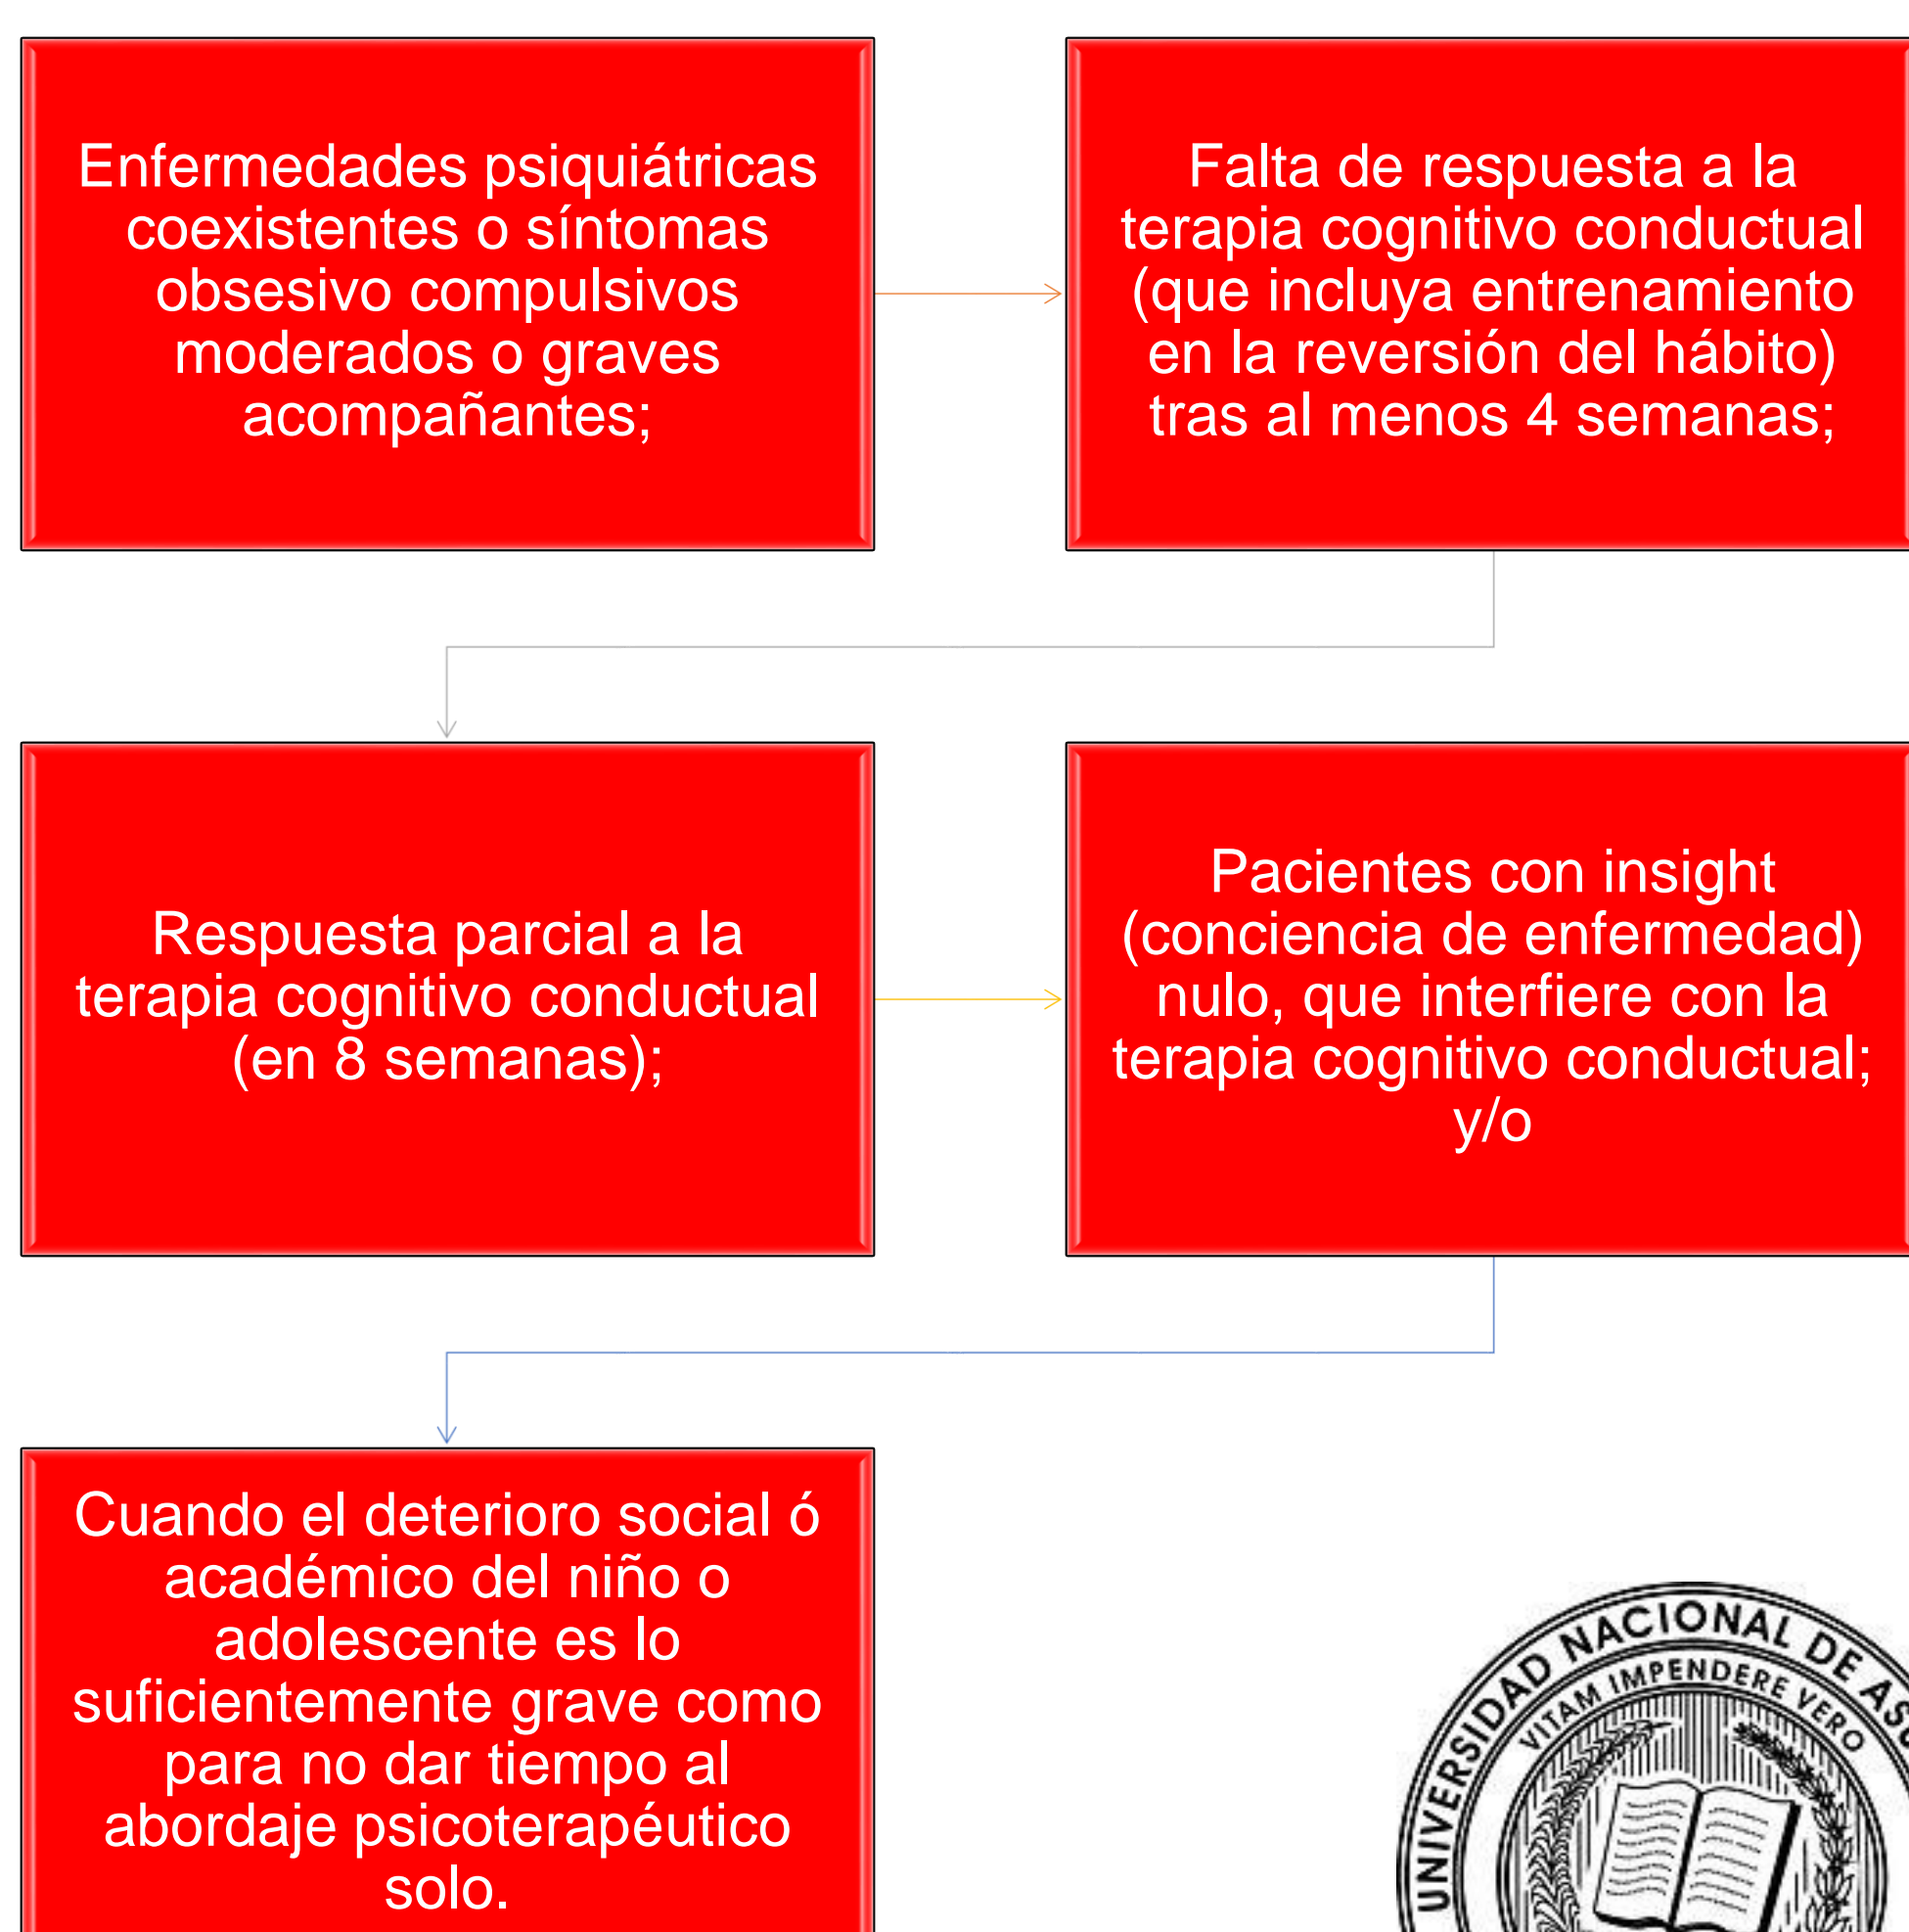 Enfermedades psiquiátricas
coexistentes o síntomas
obsesivo compulsivos
moderados o graves
acompañantes;
Falta de respuesta a la
terapia cognitivo conductual
(que incluya entrenamiento
en la reversión del hábito)
tras al menos 4 semanas;
Respuesta parcial a la
terapia cognitivo conductual
(en 8 semanas);
Pacientes con insight
(conciencia de enfermedad)
nulo, que interfiere con la
terapia cognitivo conductual;
y/o
Cuando el deterioro social ó
académico del niño o
adolescente es lo
suficientemente grave como
para no dar tiempo al
abordaje psicoterapéutico
solo.
UNIVERSIDAD NACIONAL DE
VITAM IMPENDERE VERO